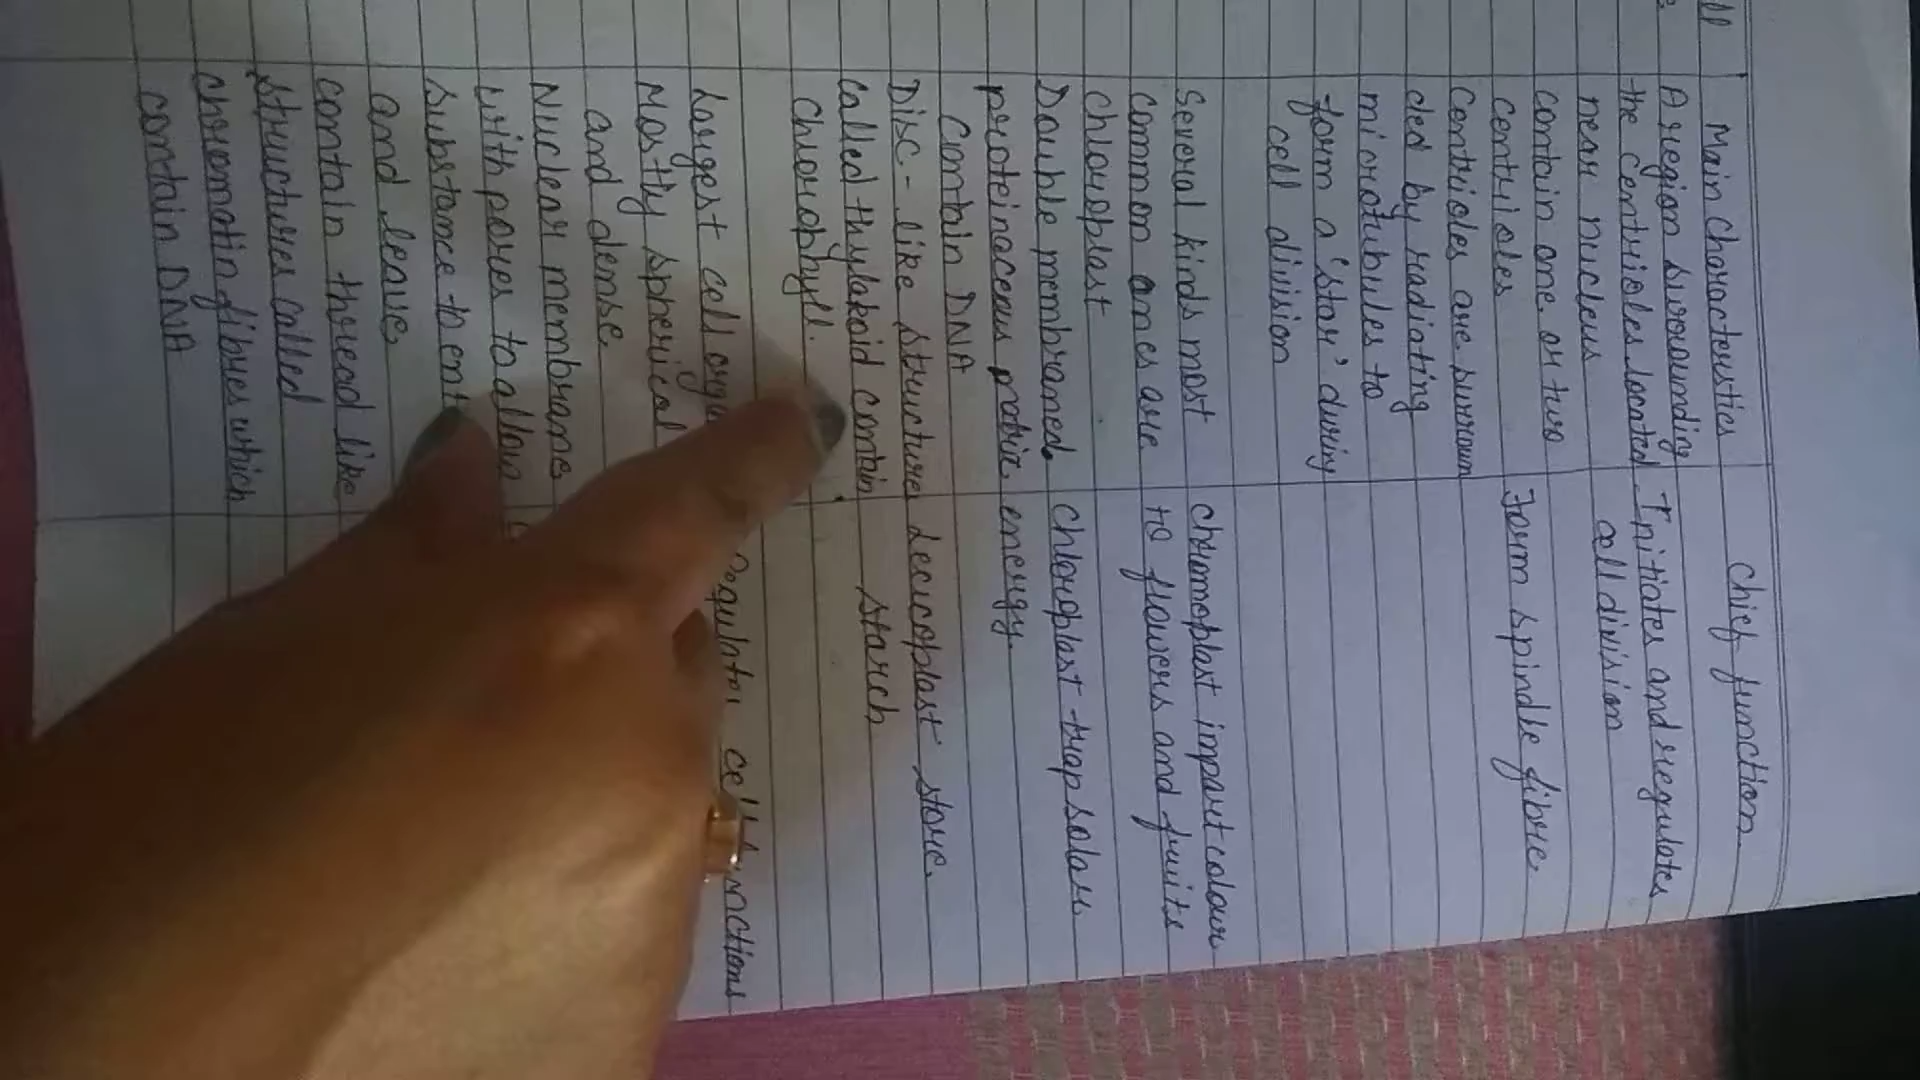 ll Main Characteristics Chief function
A region surrounding Initiates and regulates
the Centrioles located cell division
near nucleus
contain one or two Form spindle fibre
centrioles
Centrioles are surroun
ded by radiating
microtubules to
form a 'star' during
cell division
Several kinds most chromoplast impart colour
common ones are to flowers and fruits
chloroplast
Double membraned, chloroplast trap solar
proteinaceous energy
Contain DNA
Disc-like structure store
called thylakoid contain starch
Chlorophyll.
Largest cell cell functions
Mostly spherical
and dense
Nuclear membrane
with pores to allow
substance to
and leave
contain thread like
structures called
chromatin fibres which
contain DNA